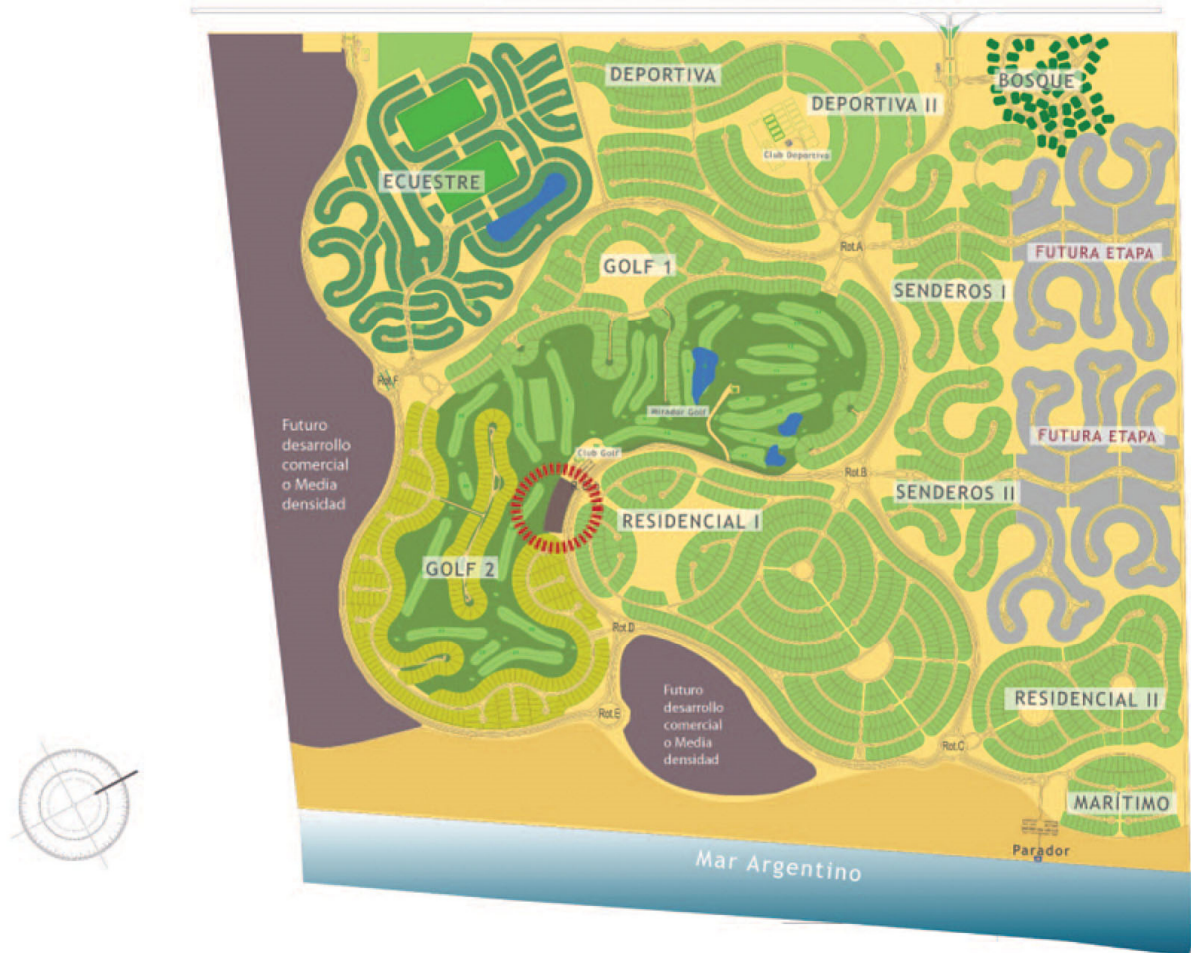 DEPORTIVA
DEPORTIVA II
BOSQUE
Club Deportiva
ECUESTRE
Rot.A
FUTURA ETAPA
GOLF 1
SENDEROS I
Rot.F
Mirador Golf
Futuro
desarrollo
comercial
o Media
densidad
FUTURA ETAPA
Club Golf
Rot.B
SENDEROS II
RESIDENCIAL I
GOLF 2
Rot.D
Futuro
desarrollo
comercial
o Media
densidad
RESIDENCIAL II
Rot.E
Rot.C
MARÍTIMO
Parador
Mar Argentino